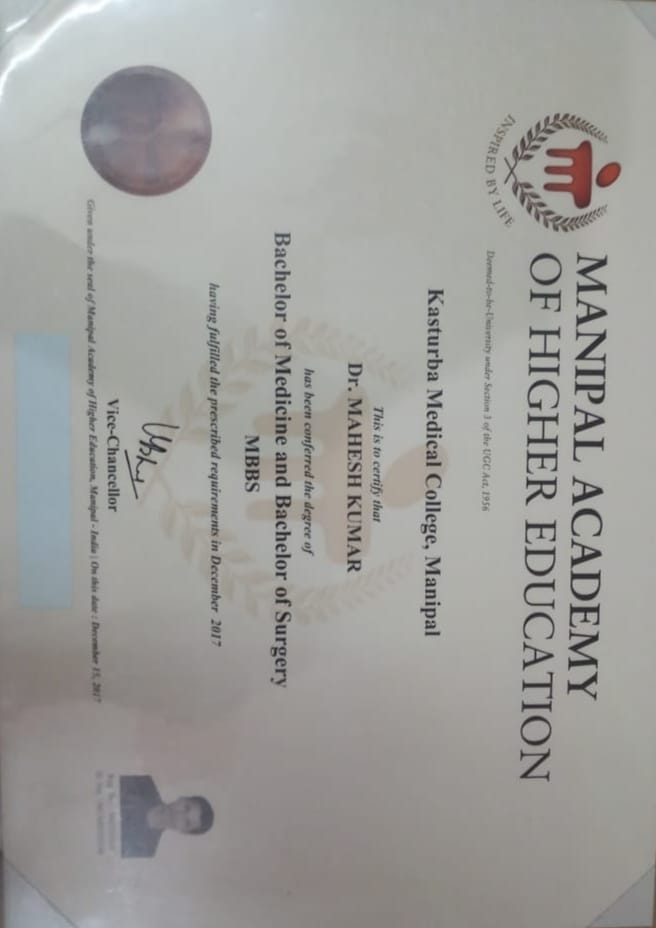 INSPIRED BY LIFE
MANIPAL ACADEMY
OF HIGHER EDUCATION
Deemed-to-be-University under Section 3 of the UGC Act, 1956
Kasturba Medical College, Manipal
This is to certify that
Dr. MAHESH KUMAR
has been conferred the degree of
Bachelor of Medicine and Bachelor of Surgery
MBBS
having fulfilled the prescribed requirements in December 2017
Vice-Chancellor
Given under the seal of Manipal Academy of Higher Education, Manipal - India | On this date : December 15, 2017